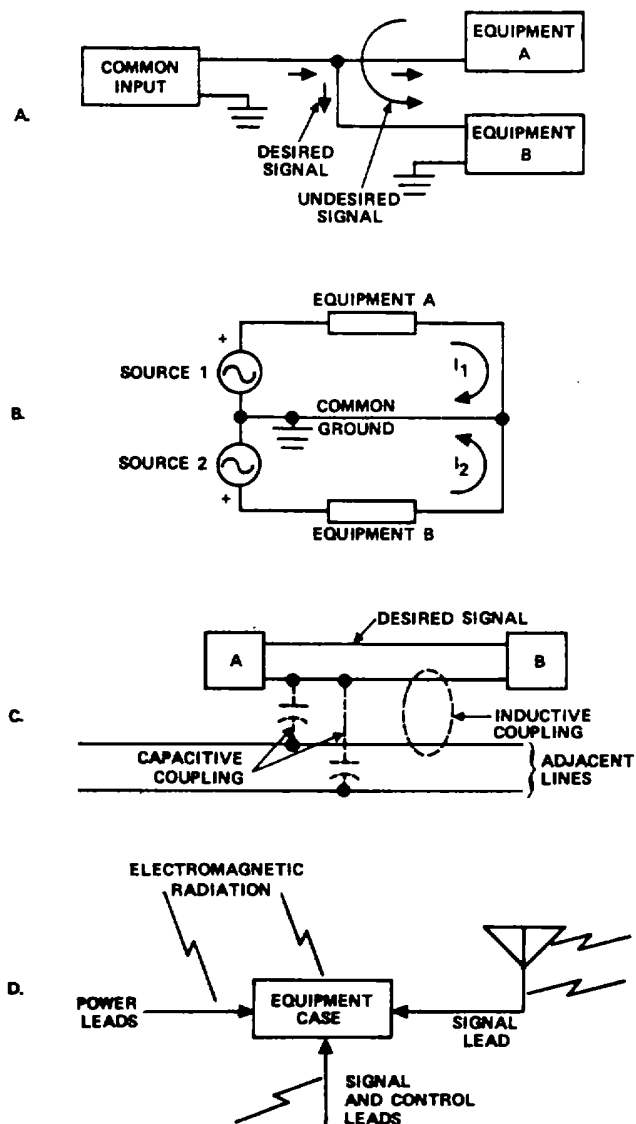 A.
COMMON
INPUT
EQUIPMENT
A
EQUIPMENT
B
DESIRED
SIGNAL
UNDESIRED
SIGNAL
B.
EQUIPMENT A
+
SOURCE 1
I1
COMMON
GROUND
SOURCE 2
I2
+
EQUIPMENT B
C.
DESIRED SIGNAL
A
B
INDUCTIVE
COUPLING
CAPACITIVE
COUPLING
ADJACENT
LINES
D.
ELECTROMAGNETIC
RADIATION
POWER
LEADS
EQUIPMENT
CASE
SIGNAL
LEAD
SIGNAL
AND CONTROL
LEADS